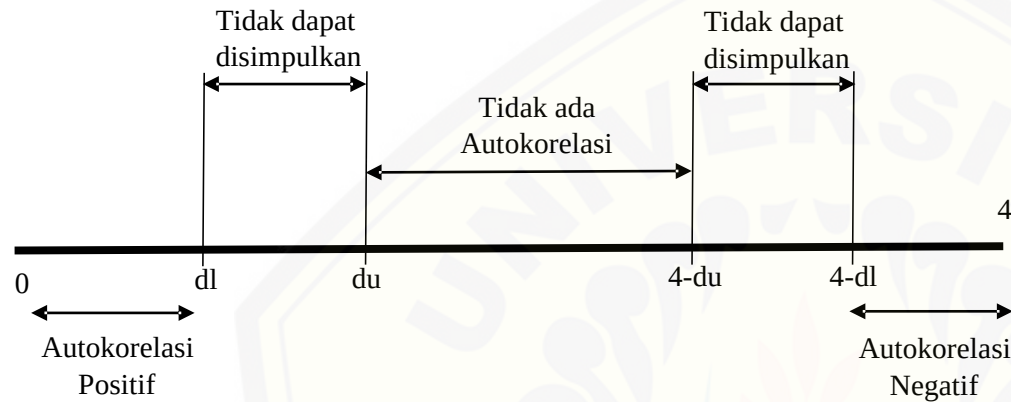 Tidak dapat
disimpulkan
Tidak dapat
disimpulkan
Tidak ada
Autokorelasi
4
0
dl
du
4-du
4-dl
Autokorelasi
Positif
Autokorelasi
Negatif
UNIVERSI